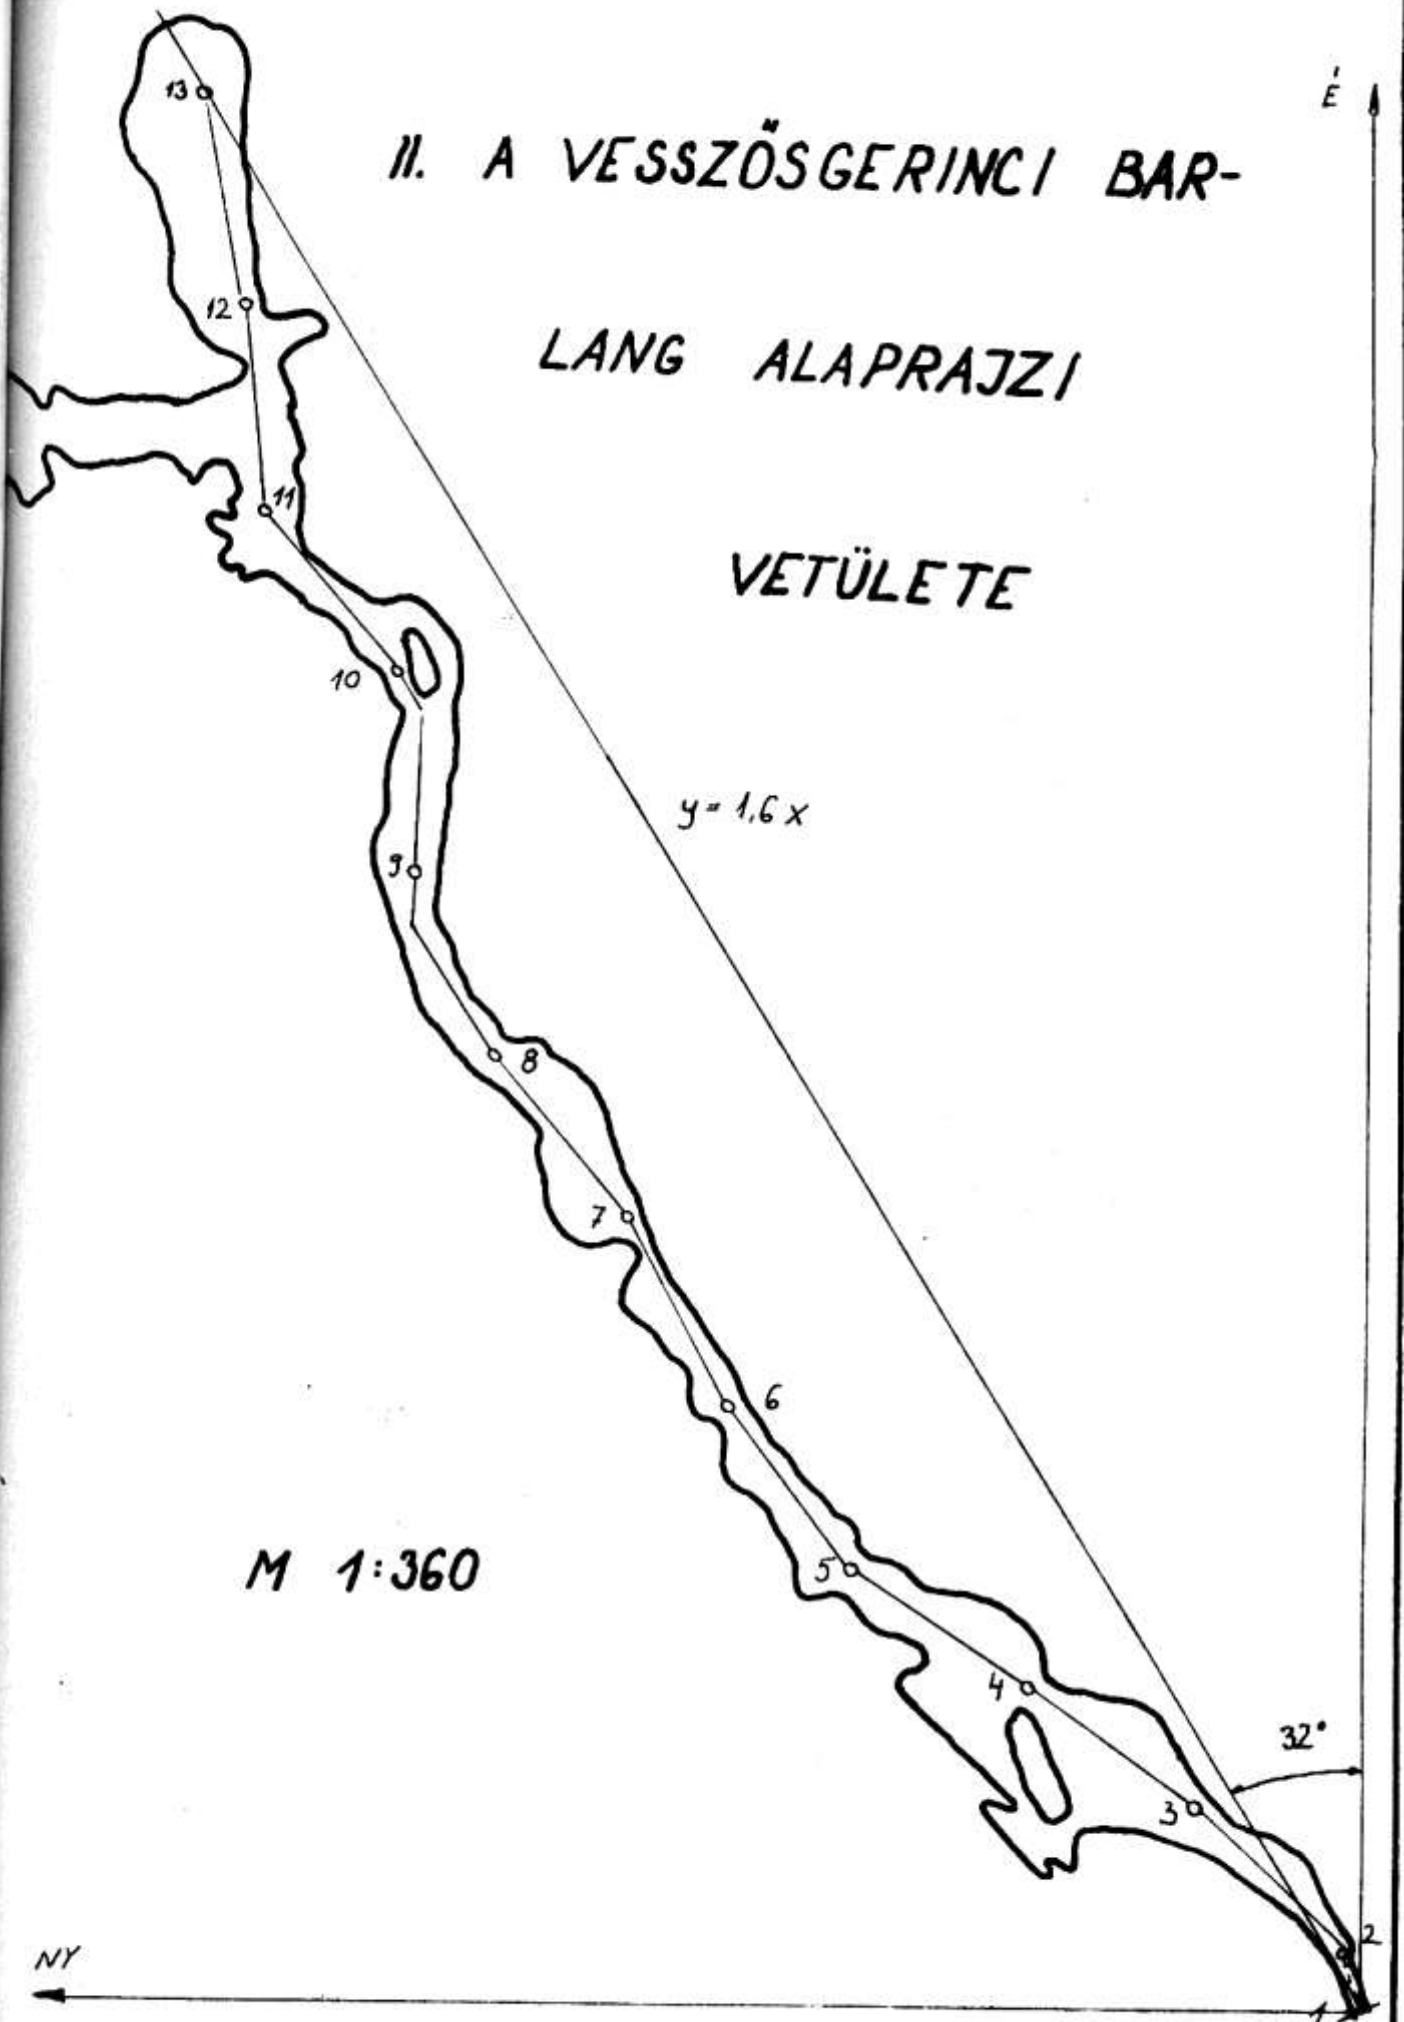 É
II. A VESSZŐSGERINCI BAR-
LANG ALAPRAJZI
VETÜLETE
13
12
11
10
y = 1,6 x
9
8
7
6
M 1:360
5
4
32°
3
2
NY
1